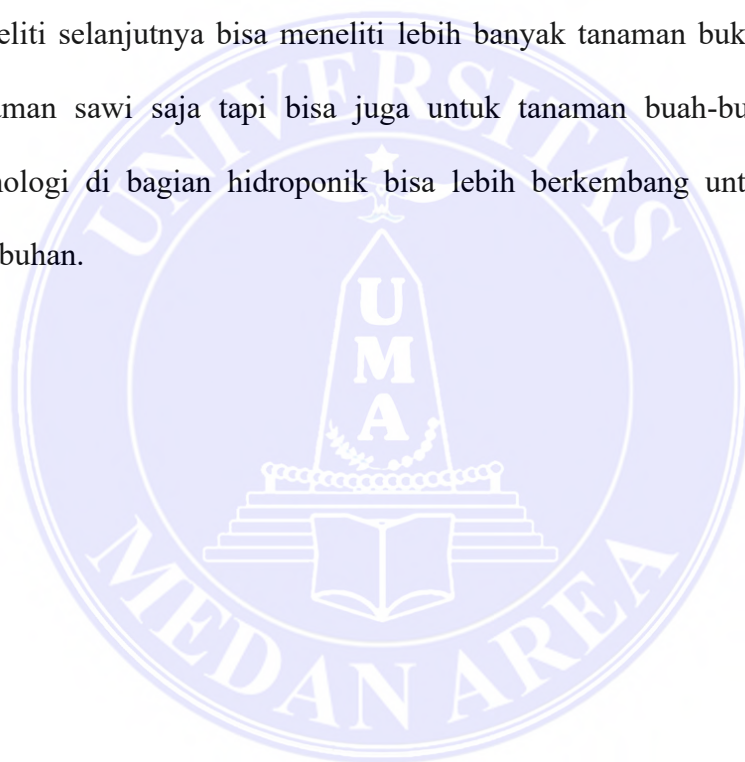 eliti selanjutnya bisa meneliti lebih banyak tanaman buk
man sawi saja tapi bisa juga untuk tanaman buah-bu
nologi di bagian hidroponik bisa lebih berkembang unt
buhan.
UNIVERSITAS
U
M
A
MEDAN AREA